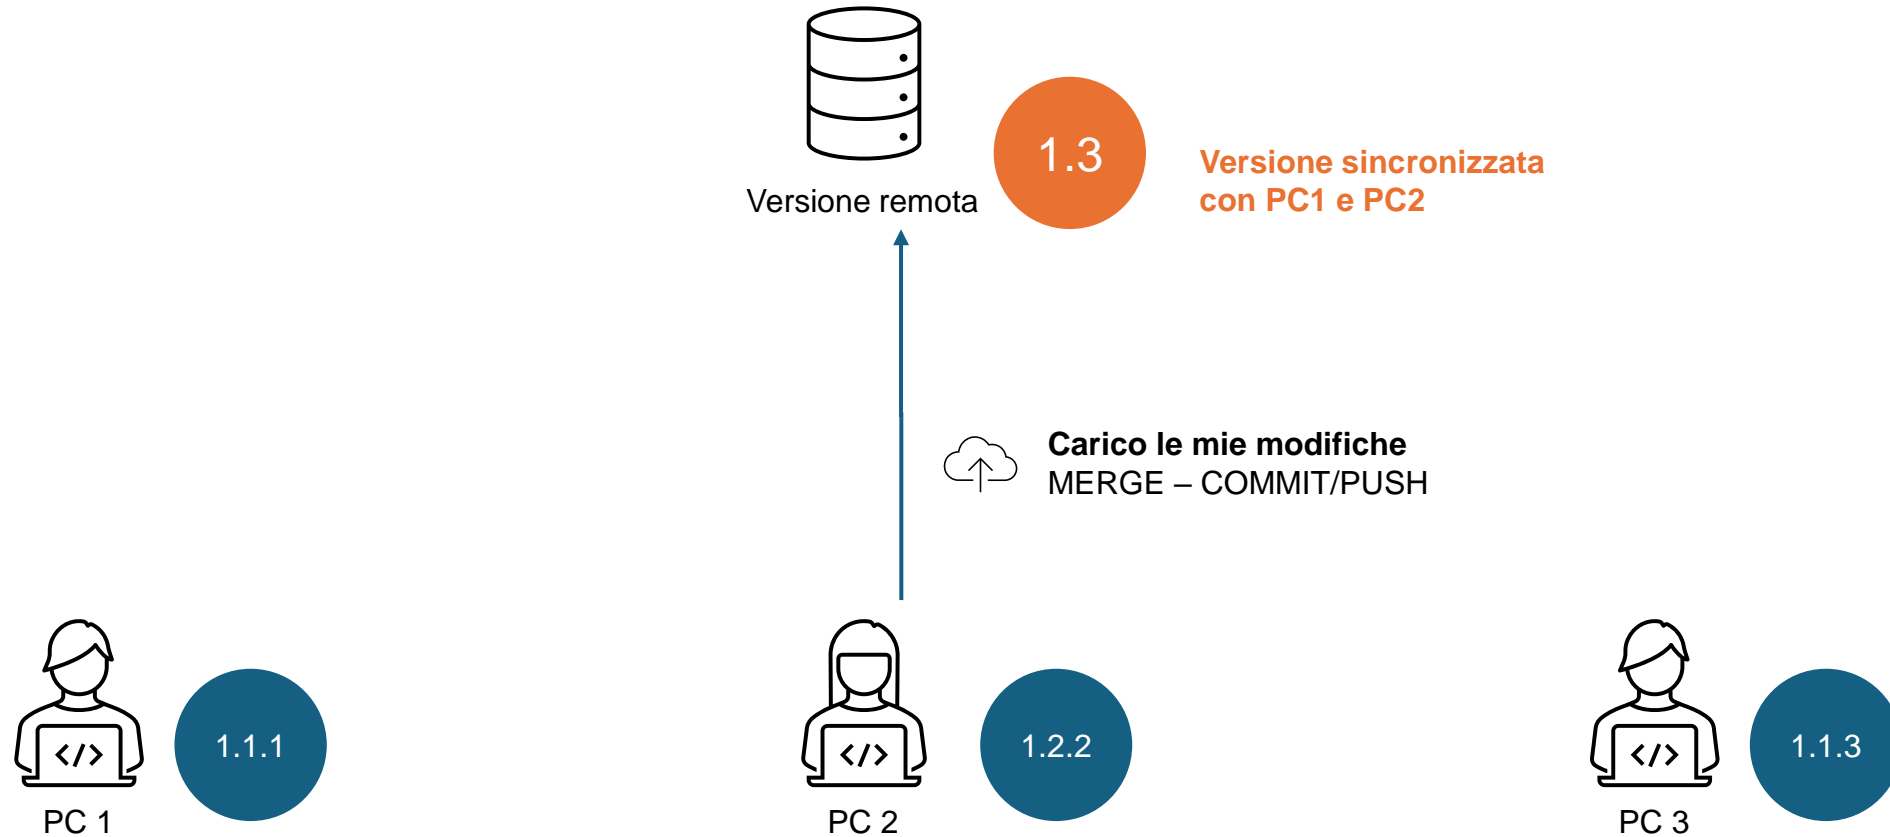 1.3
Versione sincronizzata
con PC1 e PC2
Versione remota
Carico le mie modifiche
MERGE – COMMIT/PUSH
</>
1.1.1
PC 1
</>
1.2.2
PC 2
</>
1.1.3
PC 3